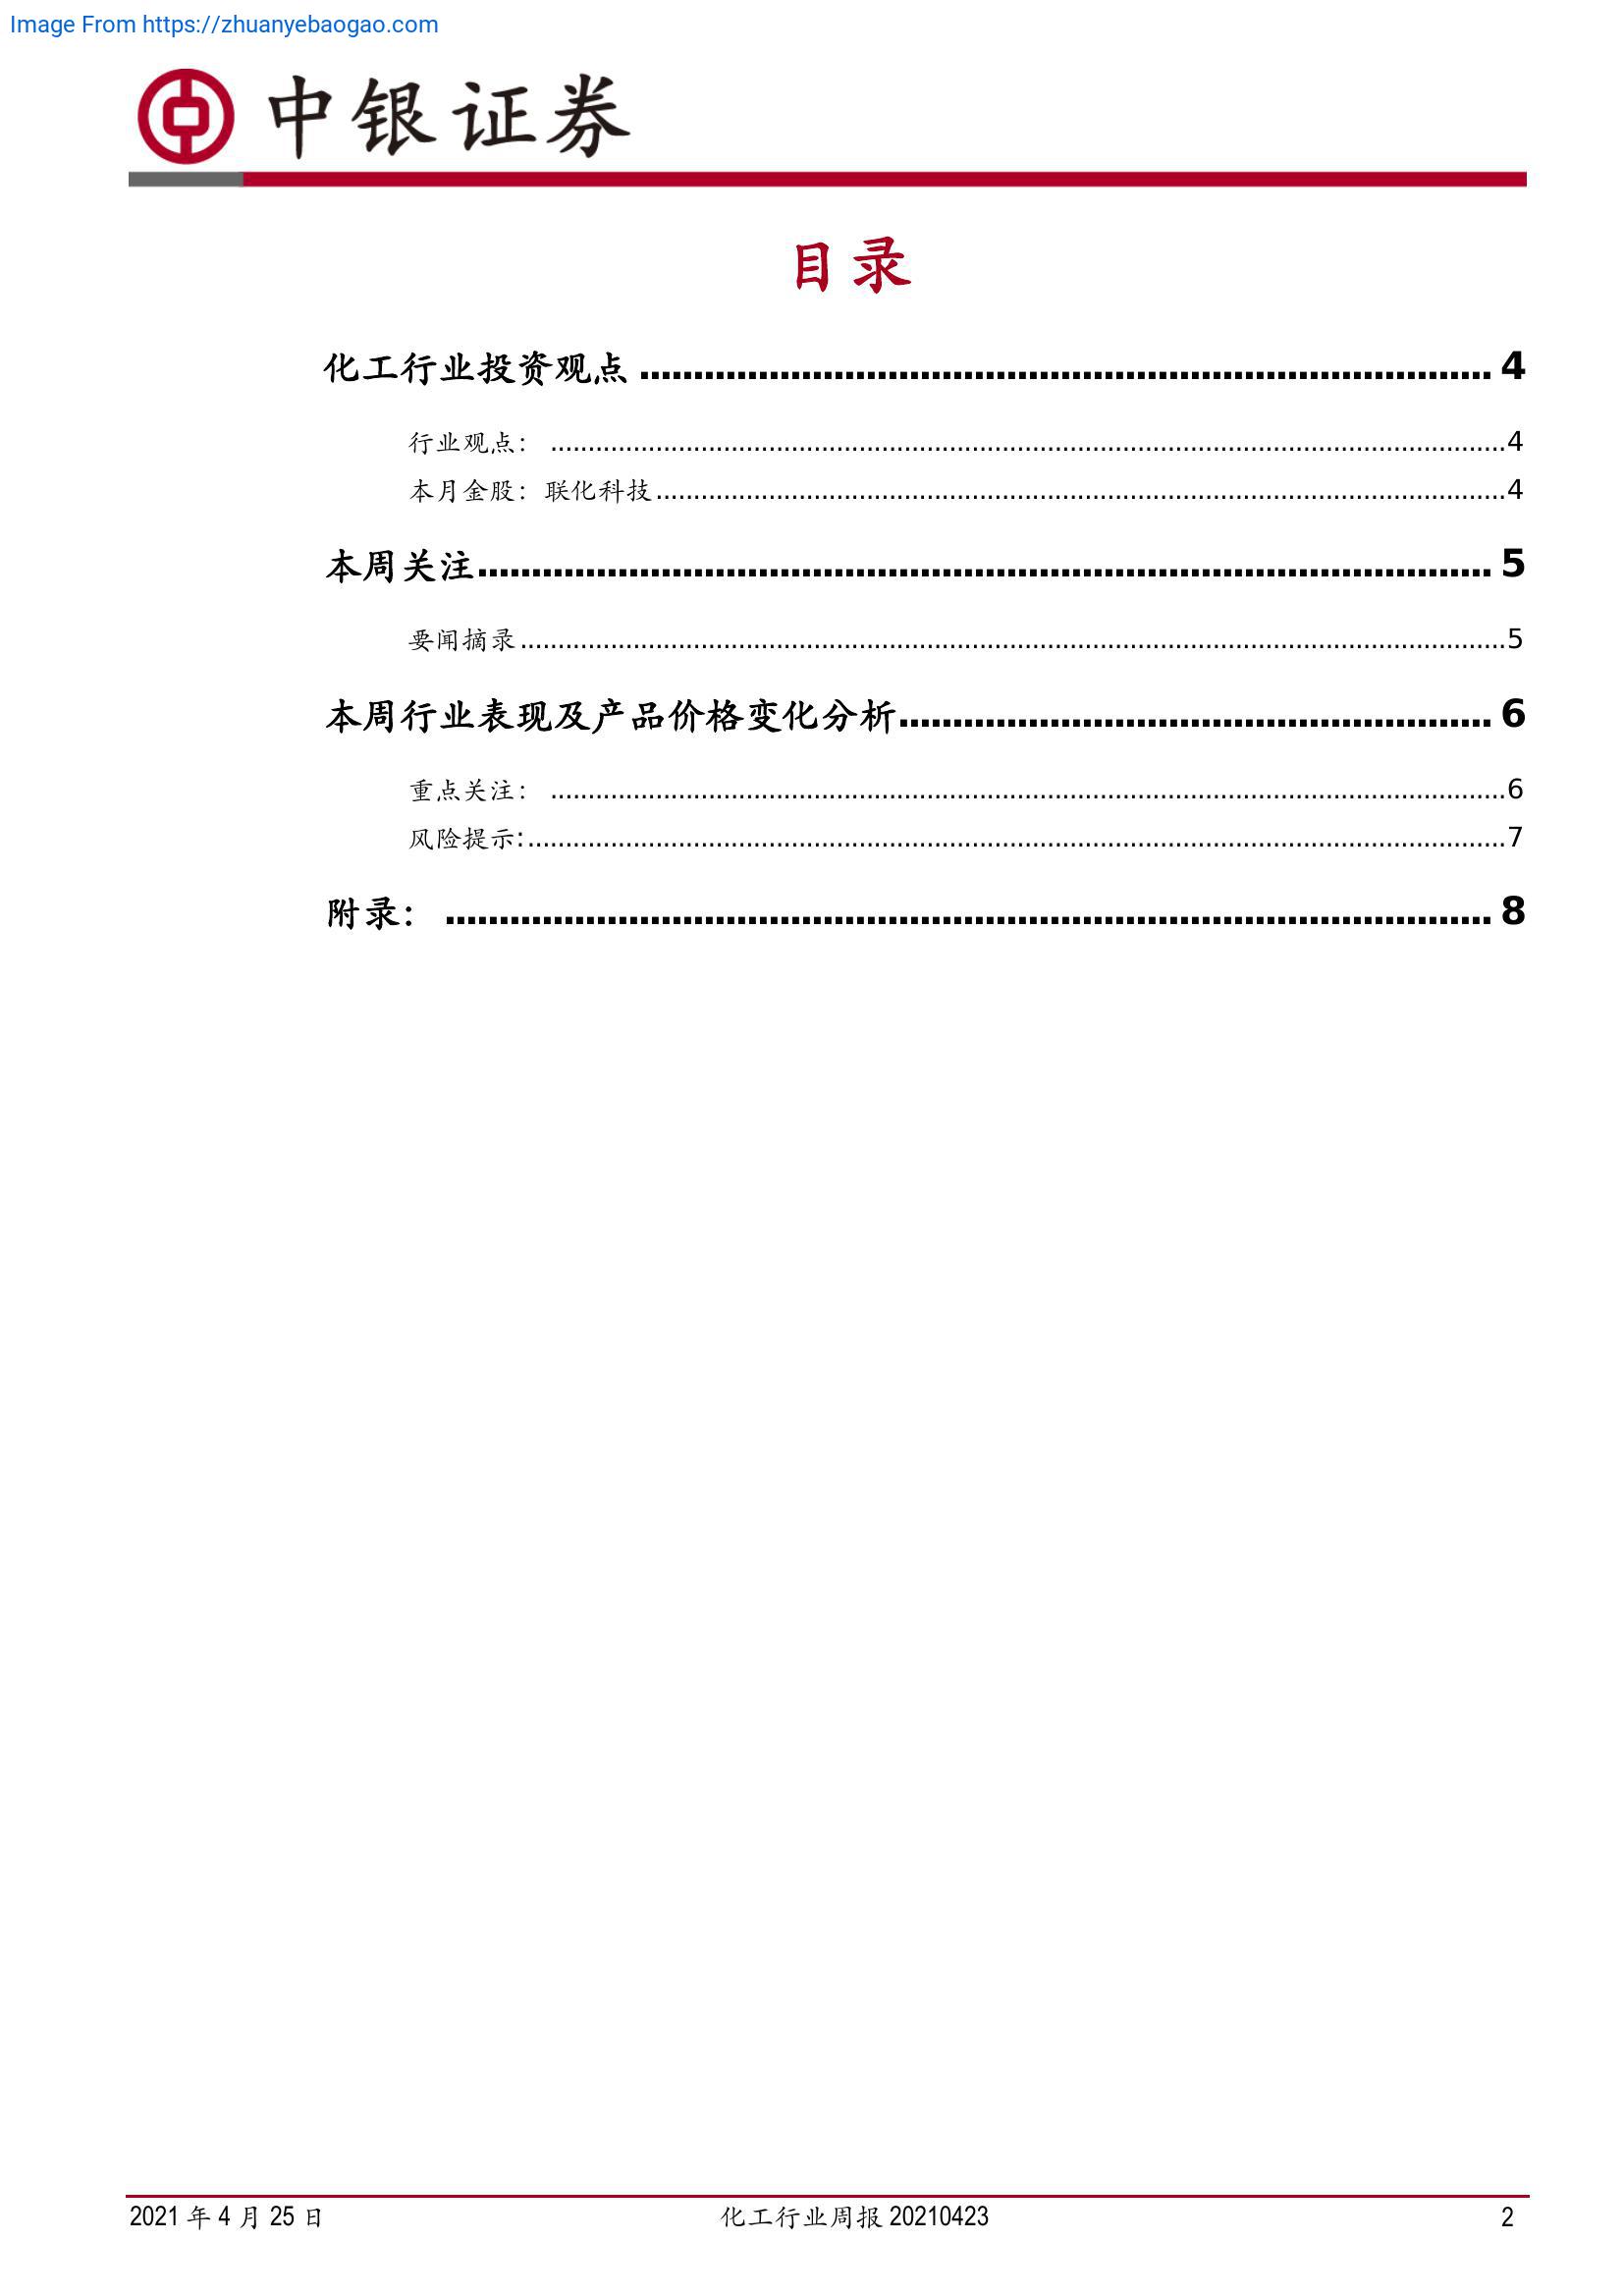 Image From https://zhuanyebaogao.com
中银证券
目录
化工行业投资观点 ........................................................................ 4
行业观点： ........................................................................ 4
本月金股：联化科技 ........................................................................ 4
本周关注 ........................................................................ 5
要闻摘录 ........................................................................ 5
本周行业表现及产品价格变化分析 ........................................................................ 6
重点关注： ........................................................................ 6
风险提示: ........................................................................ 7
附录： ........................................................................ 8
2021 年 4 月 25 日 化工行业周报 20210423 2